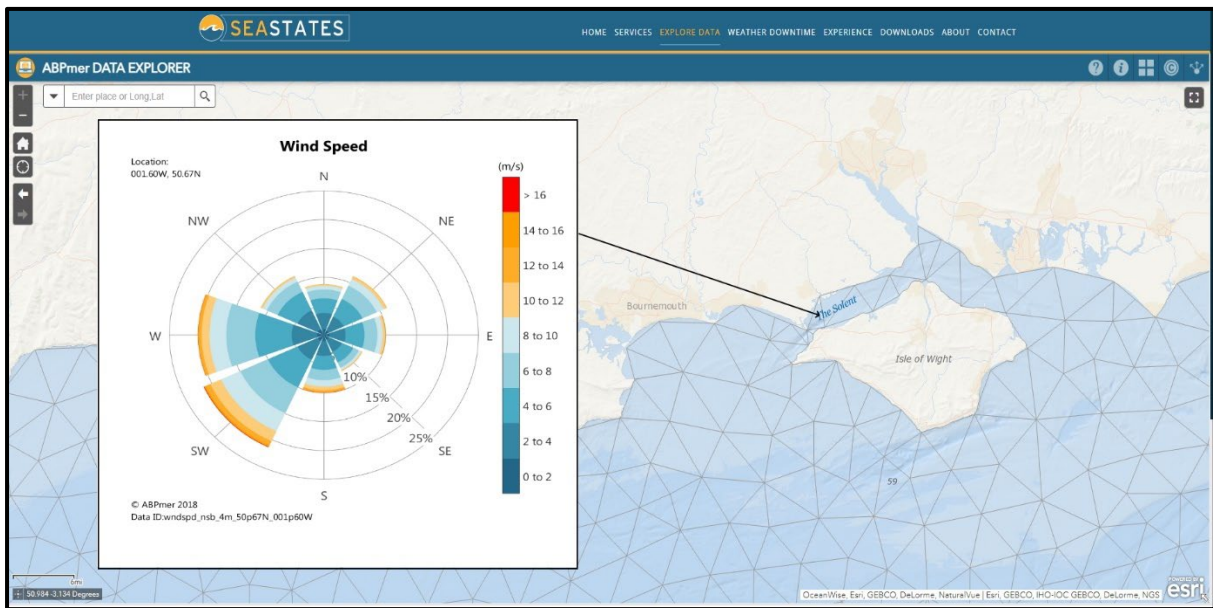 SEASTATES
HOME SERVICES EXPLORE DATA WEATHER DOWNTIME EXPERIENCE DOWNLOADS ABOUT CONTACT
ABPmer DATA EXPLORER
Enter place or Long,Lat
Wind Speed
Location:
001.60W, 50.67N
(m/s)
N
NE
E
SE
S
SW
W
NW
10%
15%
20%
25%
> 16
14 to 16
12 to 14
10 to 12
8 to 10
6 to 8
4 to 6
2 to 4
0 to 2
© ABPmer 2018
Data ID:wndspd_nsb_4m_50p67N_001p60W
Bournemouth
The Solent
Isle of Wight
59
6mi
50.984 -3.134 Degrees
OceanWise, Esri, GEBCO, DeLorme, NaturalVue | Esri, GEBCO, IHO-IOC GEBCO, DeLorme, NGS
POWERED BY
esri